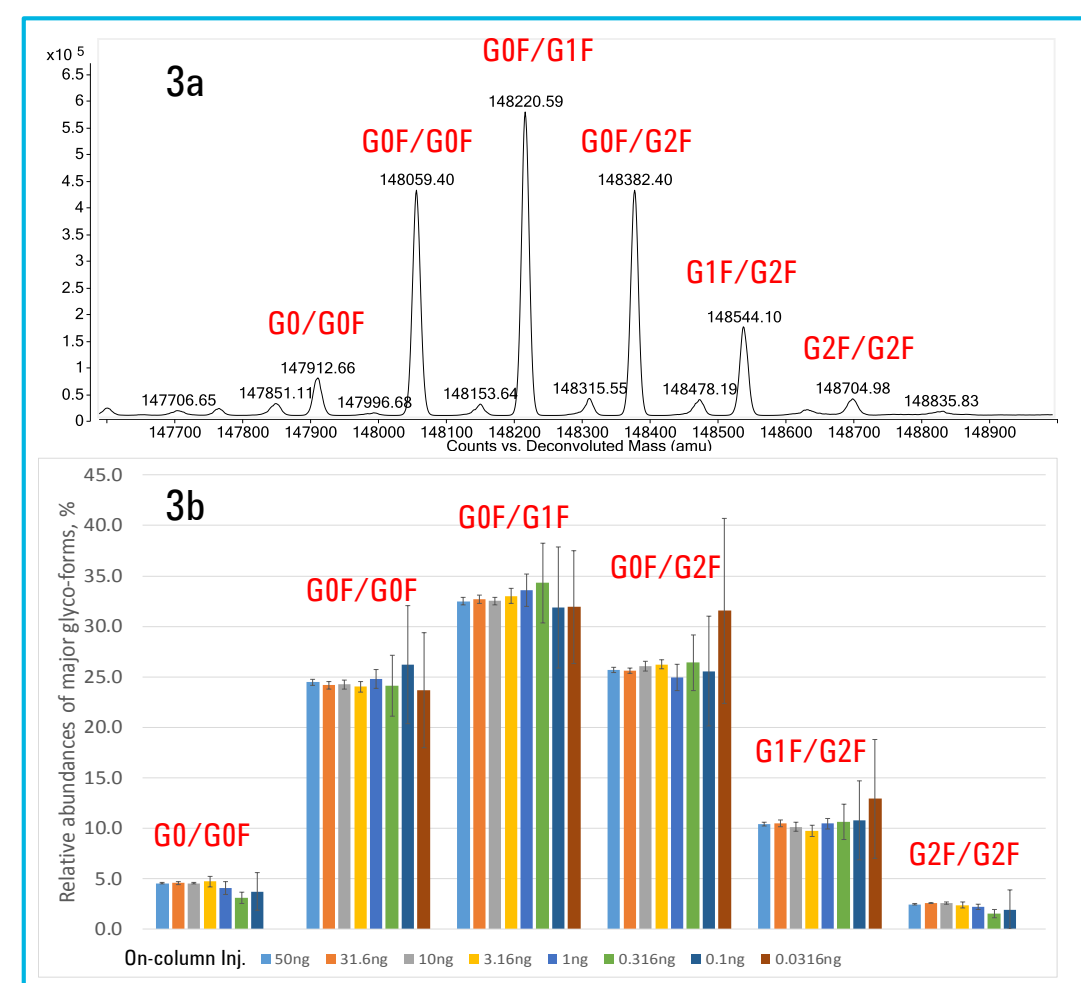 G0F/G1F
x10 5
3a
6.5
6
148220.59
5.5
G0F/G0F
G0F/G2F
5
148059.40
148382.40
4.5
4
3.5
3
G1F/G2F
2.5
148544.10
2
G0/G0F
G2F/G2F
1.5
147912.66
1
147706.65
147851.11
147996.68
148153.64
148315.55
148478.19
148704.98
148835.83
0.5
0
147700 147800 147900 148000 148100 148200 148300 148400 148500 148600 148700 148800 148900
Counts vs. Deconvoluted Mass (amu)
3b
Relative abundances of major glyco-forms, %
45.0
40.0
35.0
30.0
25.0
20.0
15.0
10.0
5.0
0.0
G0F/G1F
G0F/G0F
G0F/G2F
G1F/G2F
G0/G0F
G2F/G2F
On-column Inj. 50ng 31.6ng 10ng 3.16ng 1ng 0.316ng 0.1ng 0.0316ng